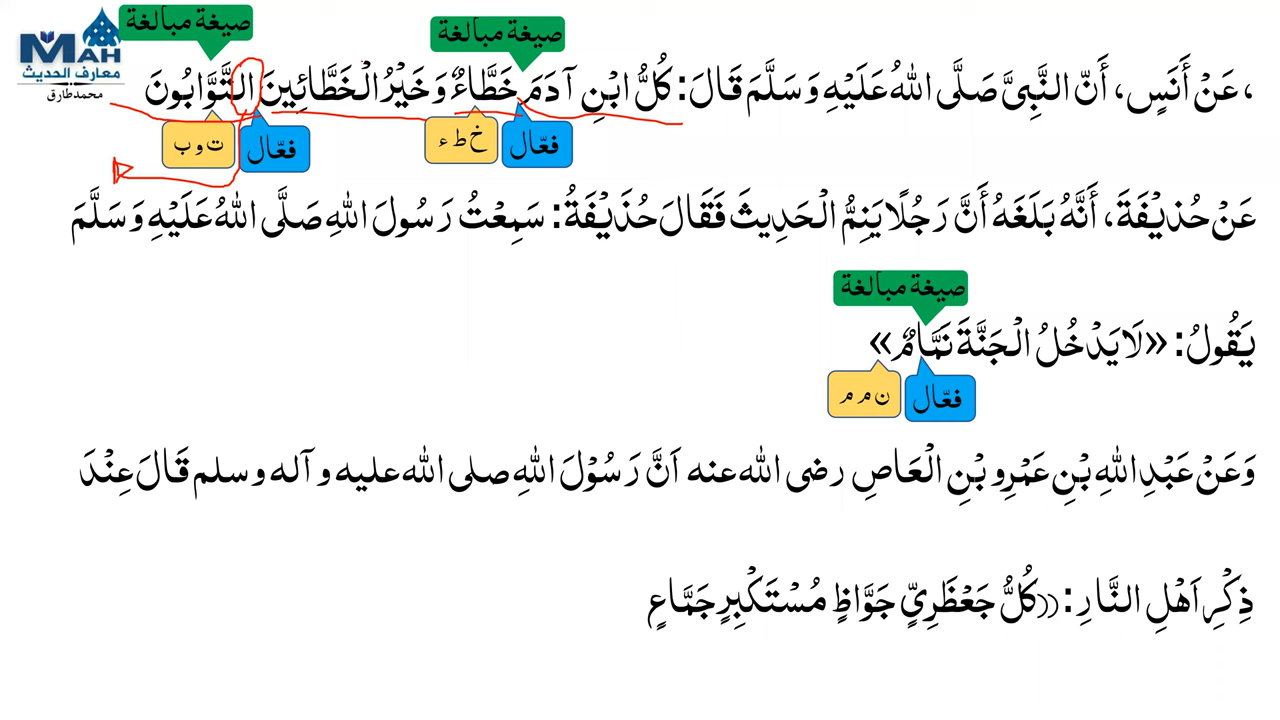 صيغة مبالغة
صيغة مبالغة
MAH
معارف الحديث
محمد طارق
، عَنْ أَنَسٍ، أَنَّ النَّبِيَّ صَلَّى اللهُ عَلَيْهِ وَسَلَّمَ قَالَ: كُلُّ ابْنِ آدَمَ خَطَّاءٌ وَخَيْرُ الْخَطَّائِينَ التَّوَّابُونَ
فعّال
خ ط ء
فعّال
ت و ب
عَنْ حُذَيْفَةَ، أَنَّهُ بَلَغَهُ أَنَّ رَجُلًا يَنِمُّ الْحَدِيثَ فَقَالَ حُذَيْفَةُ: سَمِعْتُ رَسُولَ اللهِ صَلَّى اللهُ عَلَيْهِ وَسَلَّمَ
صيغة مبالغة
يَقُولُ: «لَا يَدْخُلُ الْجَنَّةَ نَمَّامٌ»
فعّال
ن م م
وَعَنْ عَبْدِ اللهِ بْنِ عَمْرِو بْنِ الْعَاصِ رضى الله عنه اَنَّ رَسُوْلَ اللهِ صلى الله عليه و آله وسلم قَالَ عِنْدَ
ذِكْرِ اَهْلِ النَّارِ: ((كُلُّ جَعْظَرِيٍّ جَوَّاظٍ مُسْتَكْبِرٍ جَمَّاعٍ